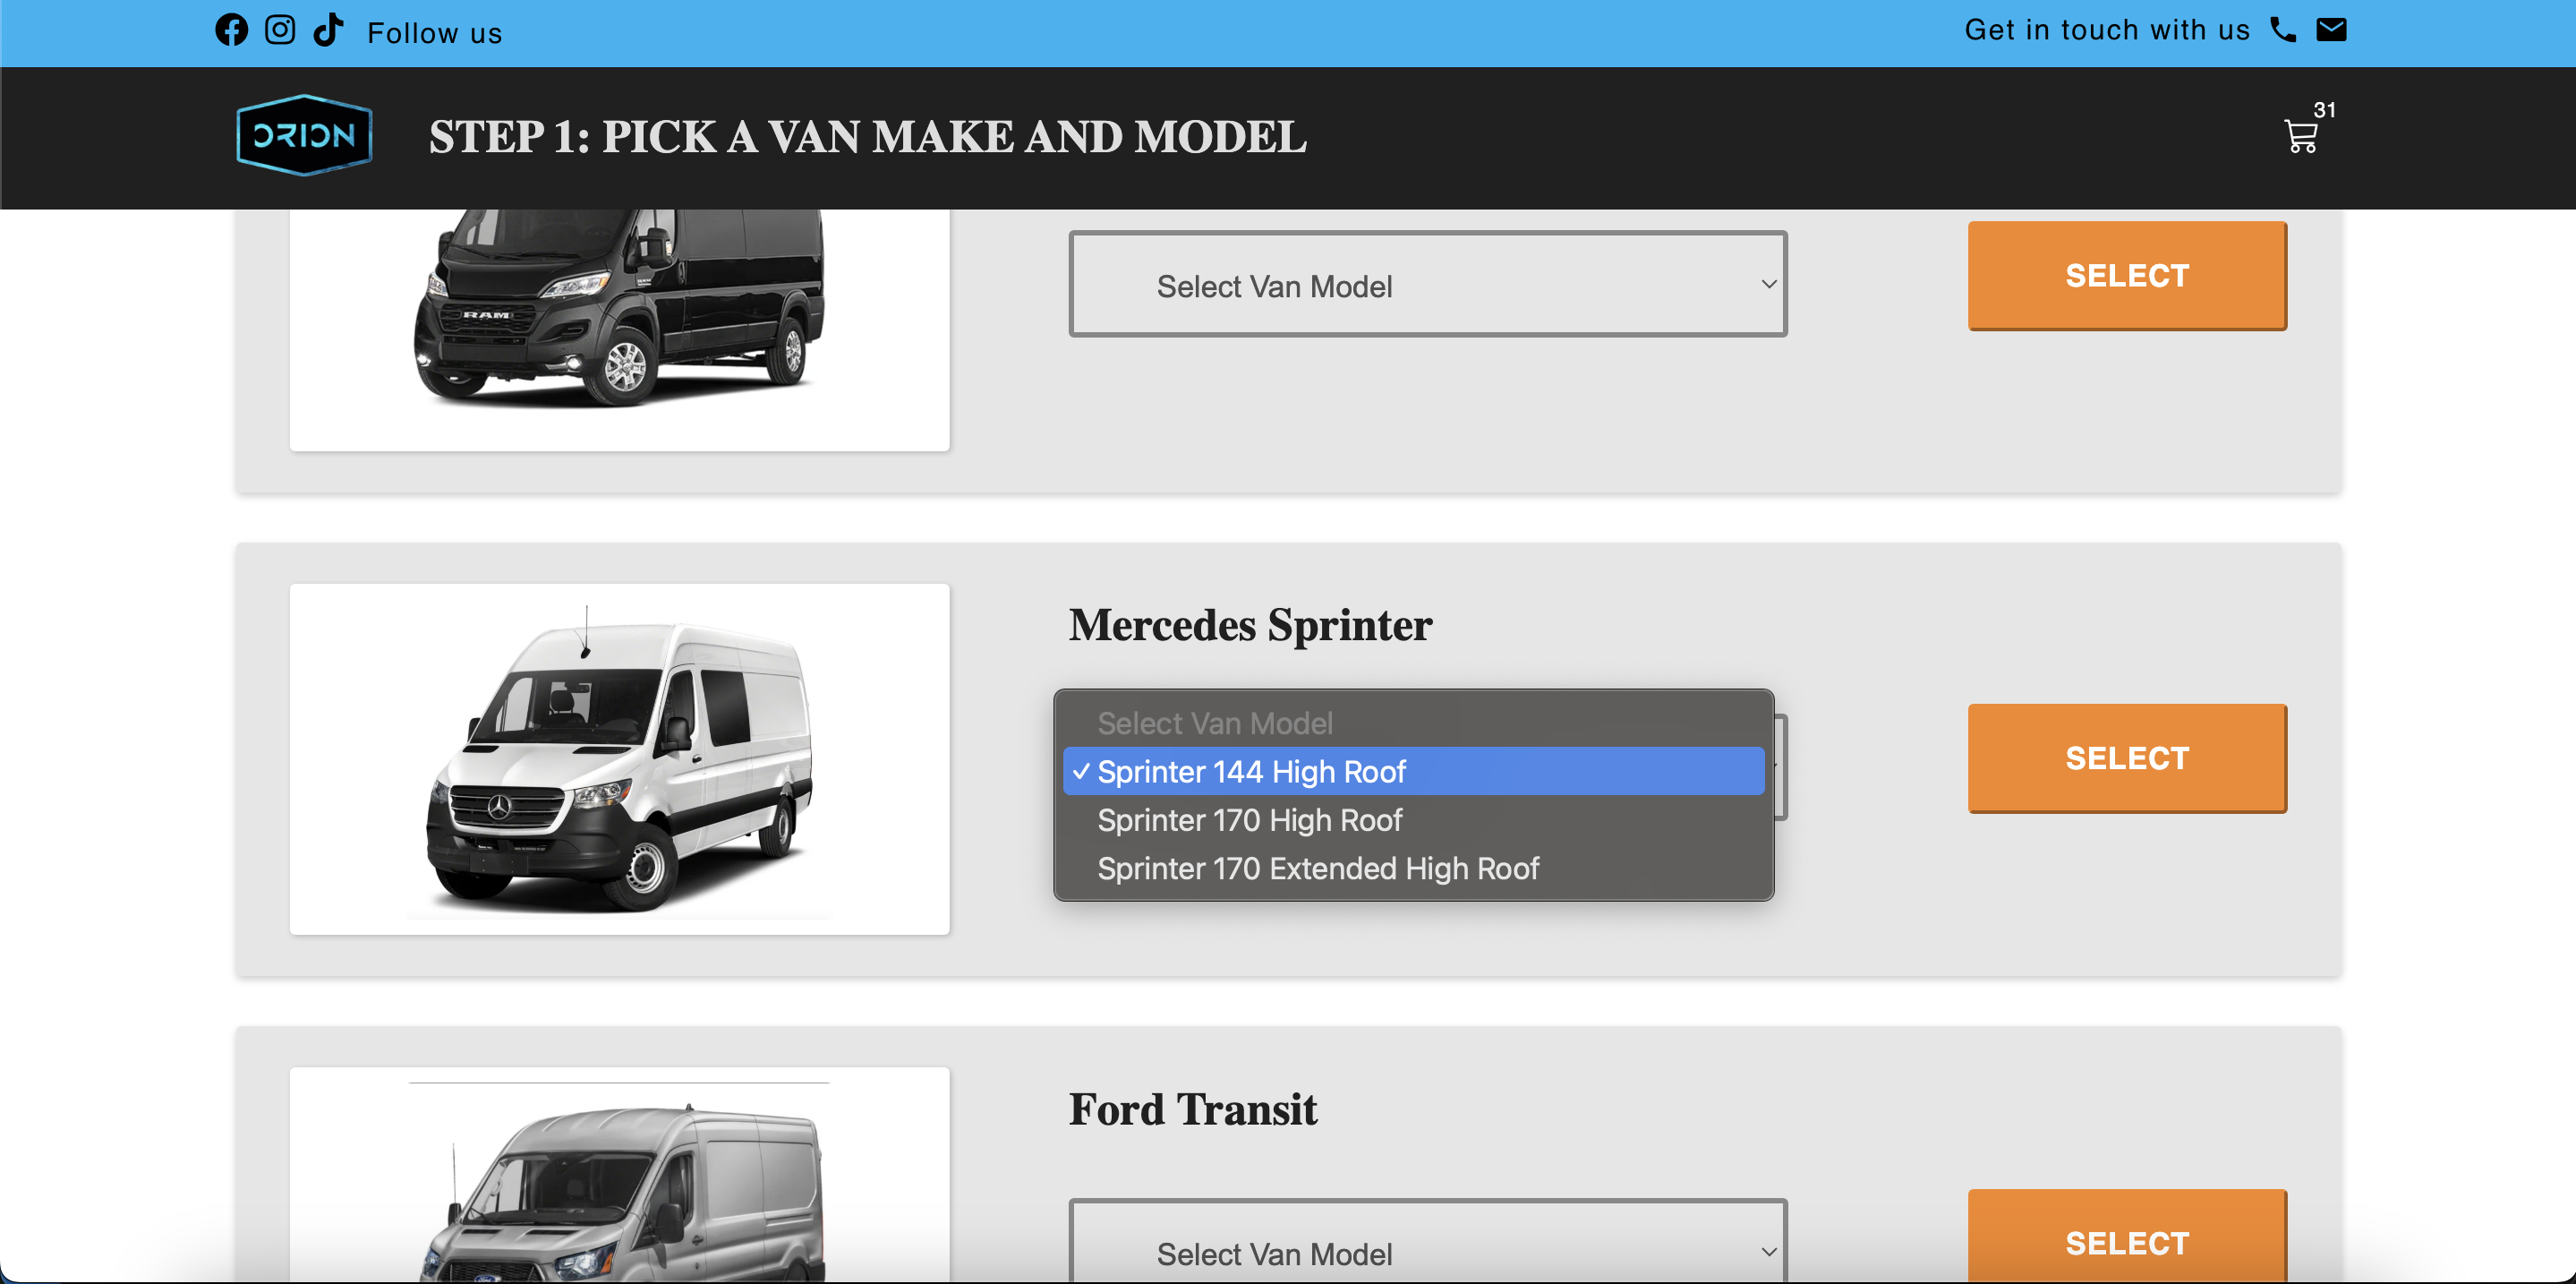 Follow us
Get in touch with us
ORION
STEP 1: PICK A VAN MAKE AND MODEL
31
RAM
Select Van Model
SELECT
Mercedes Sprinter
Select Van Model
✓ Sprinter 144 High Roof
Sprinter 170 High Roof
Sprinter 170 Extended High Roof
SELECT
Ford Transit
Select Van Model
SELECT